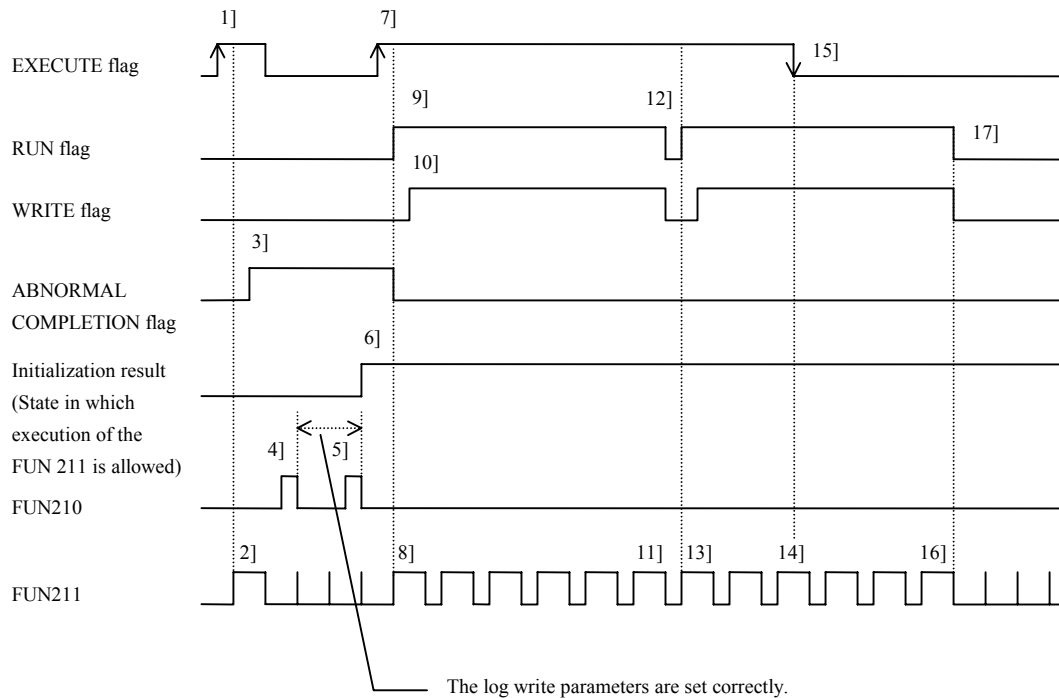 1]
7]
EXECUTE flag
15]
9]
12]
RUN flag
17]
10]
WRITE flag
3]
ABNORMAL
COMPLETION flag
6]
Initialization result
(State in which
execution of the
FUN 211 is allowed)
4]
5]
FUN210
2]
8]
11]
13]
14]
16]
FUN211
The log write parameters are set correctly.